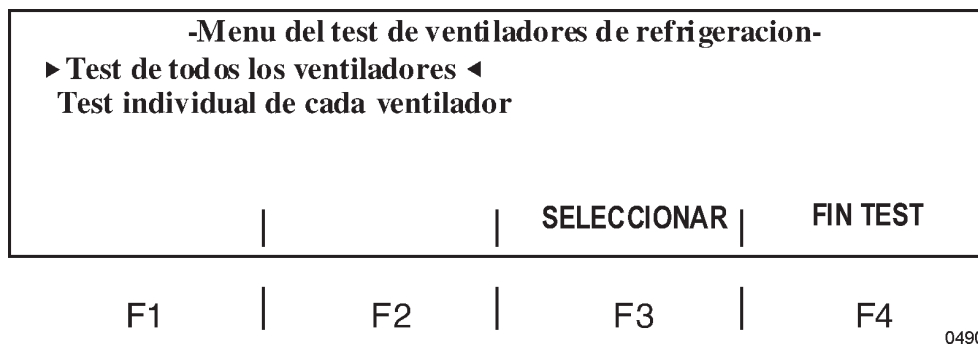 -Menu del test de ventiladores de refrigeracion-
▶ Test de todos los ventiladores ◀
Test individual de cada ventilador
SELECCIONAR FIN TEST
F1 F2 F3 F4
0490